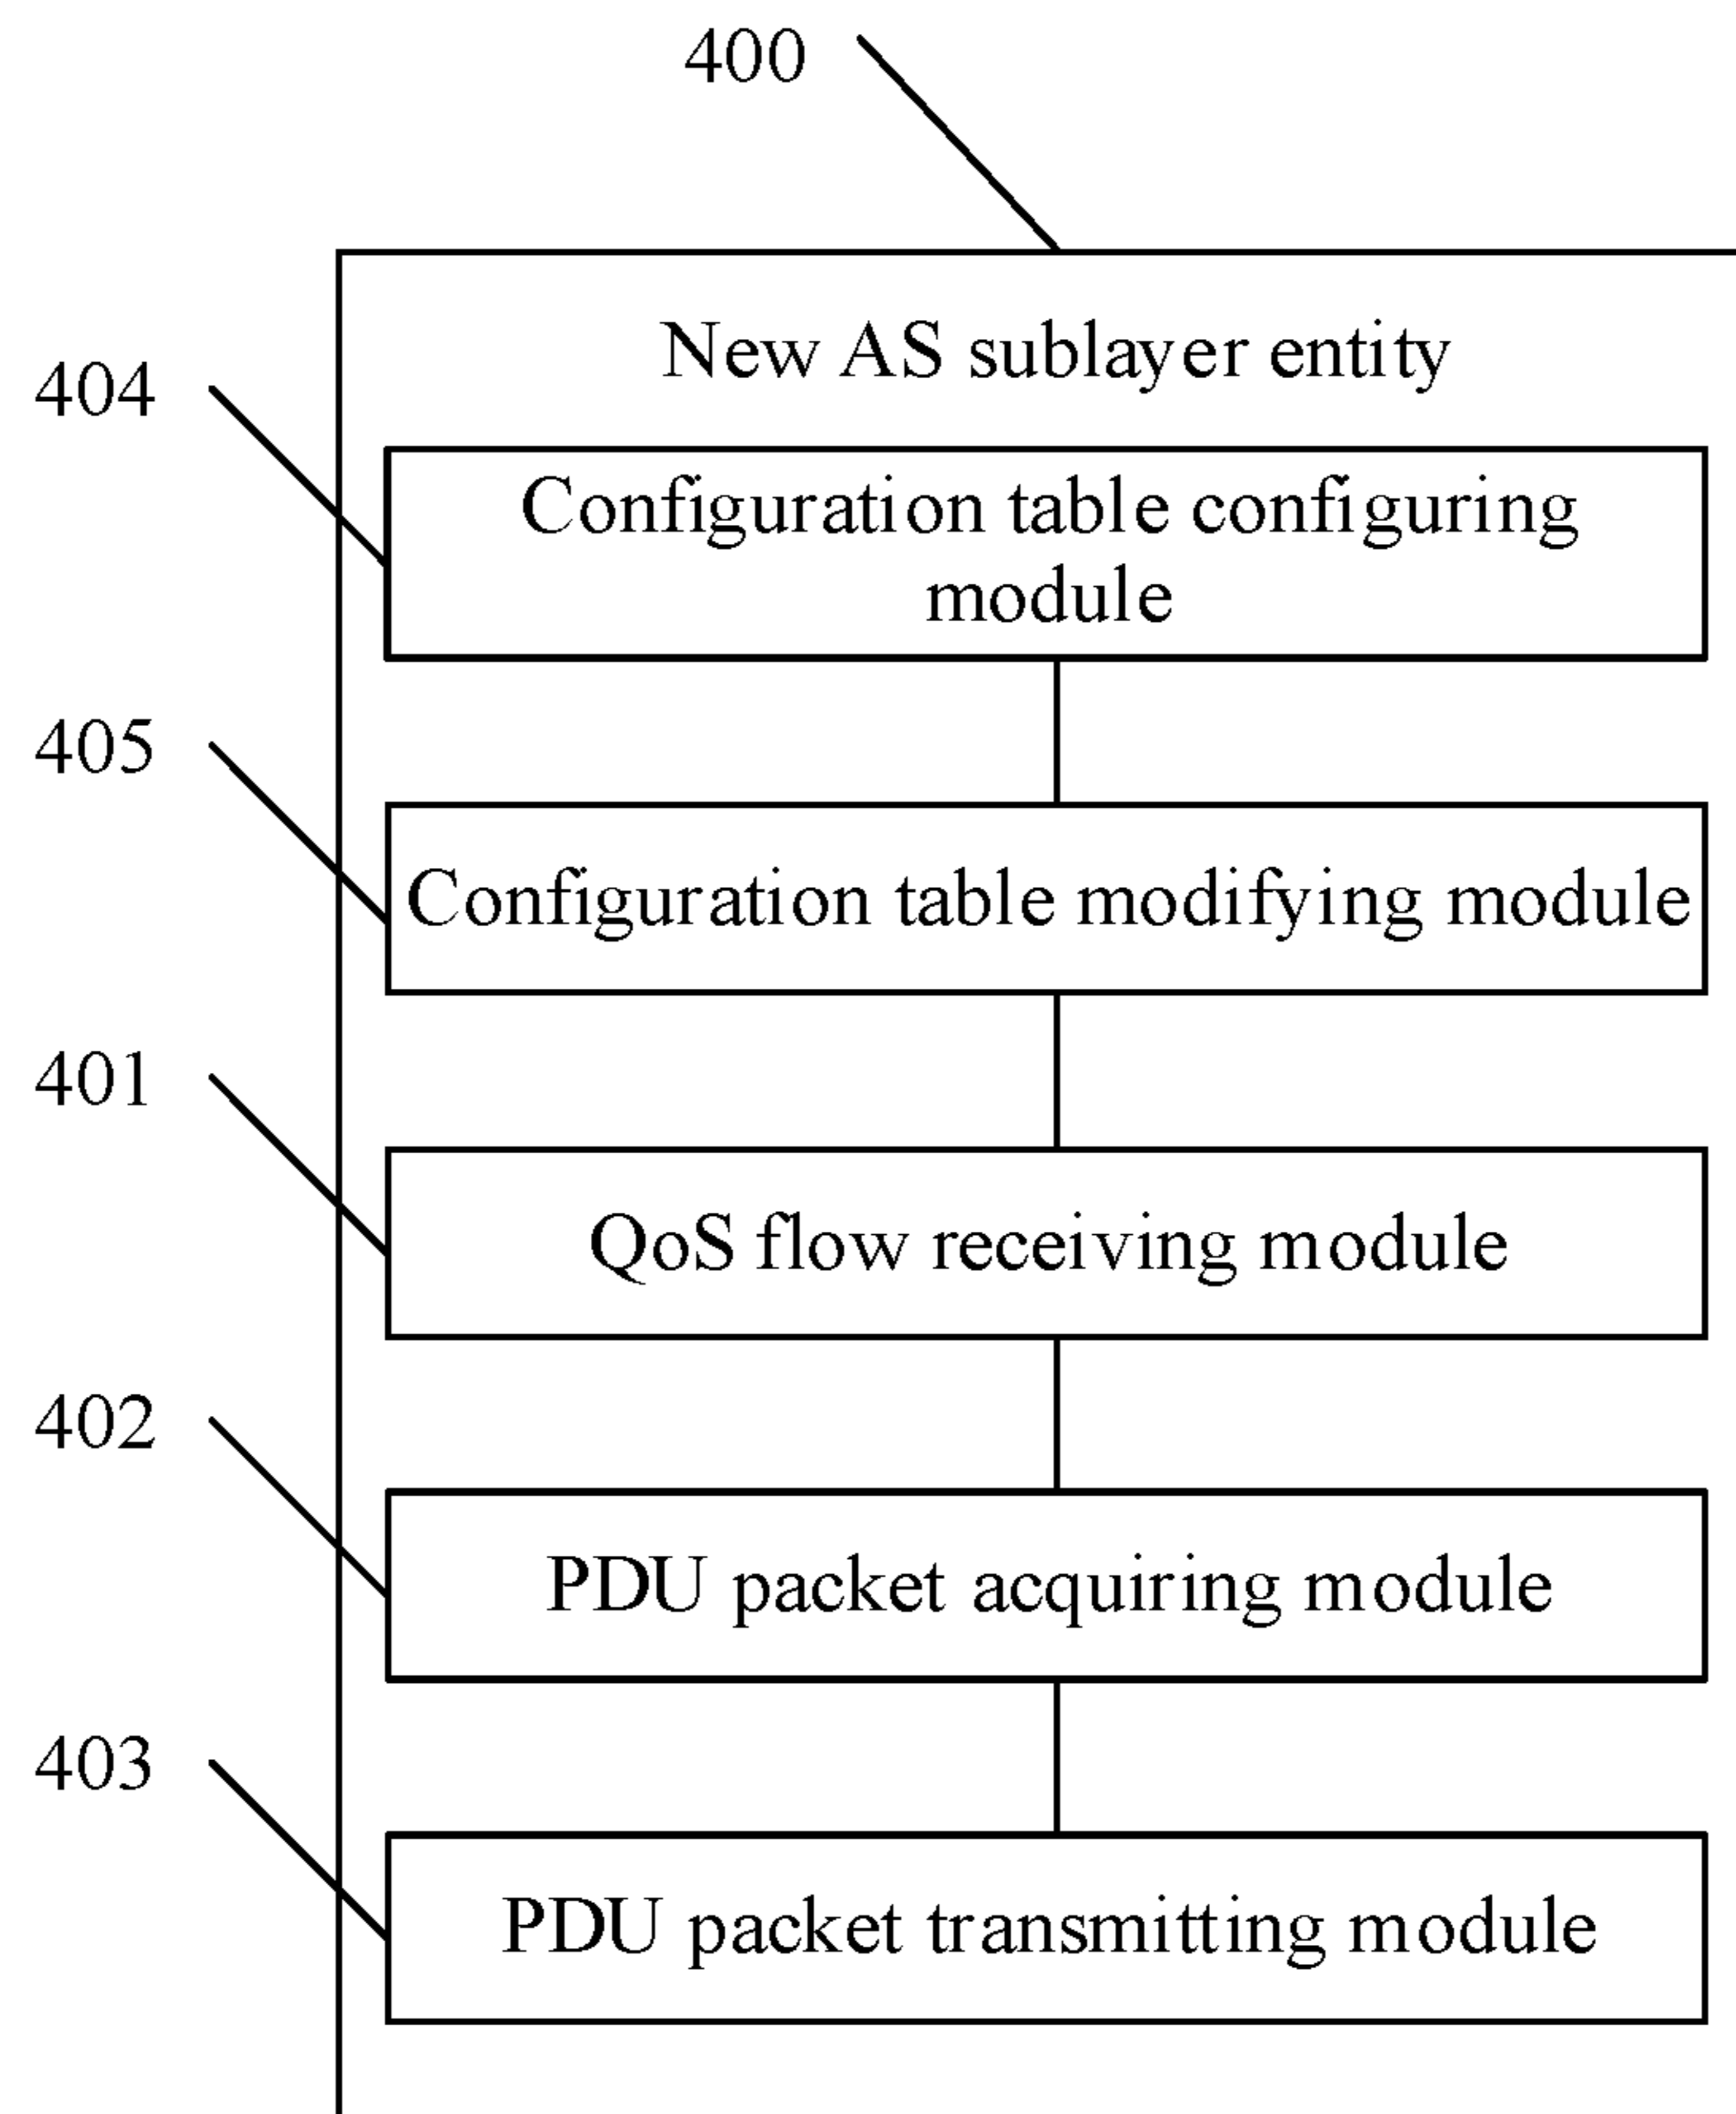 400
New AS sublayer entity
404
Configuration table configuring
module
405
Configuration table modifying module
401
QoS flow receiving module
402
PDU packet acquiring module
403
PDU packet transmitting module